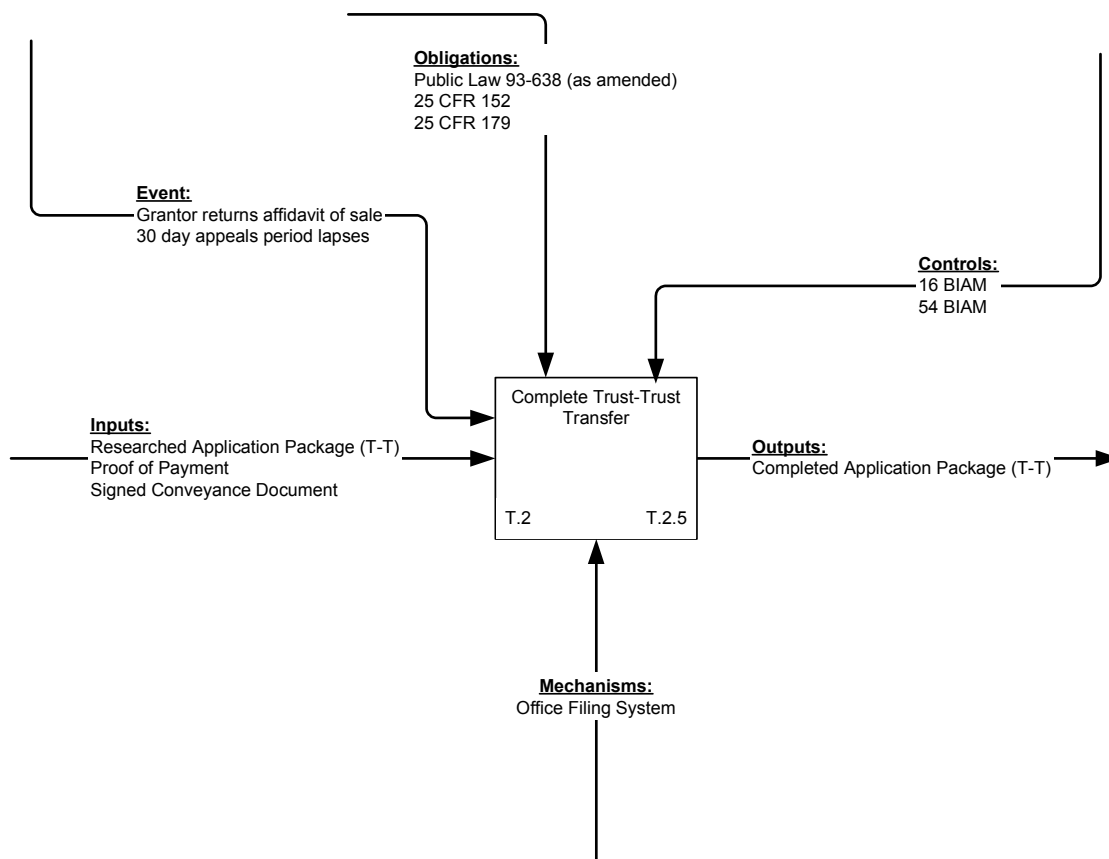 Obligations:
Public Law 93-638 (as amended)
25 CFR 152
25 CFR 179
Event:
Grantor returns affidavit of sale
30 day appeals period lapses
Controls:
16 BIAM
54 BIAM
Complete Trust-Trust
Transfer
T.2
T.2.5
Inputs:
Researched Application Package (T-T)
Proof of Payment
Signed Conveyance Document
Outputs:
Completed Application Package (T-T)
Mechanisms:
Office Filing System